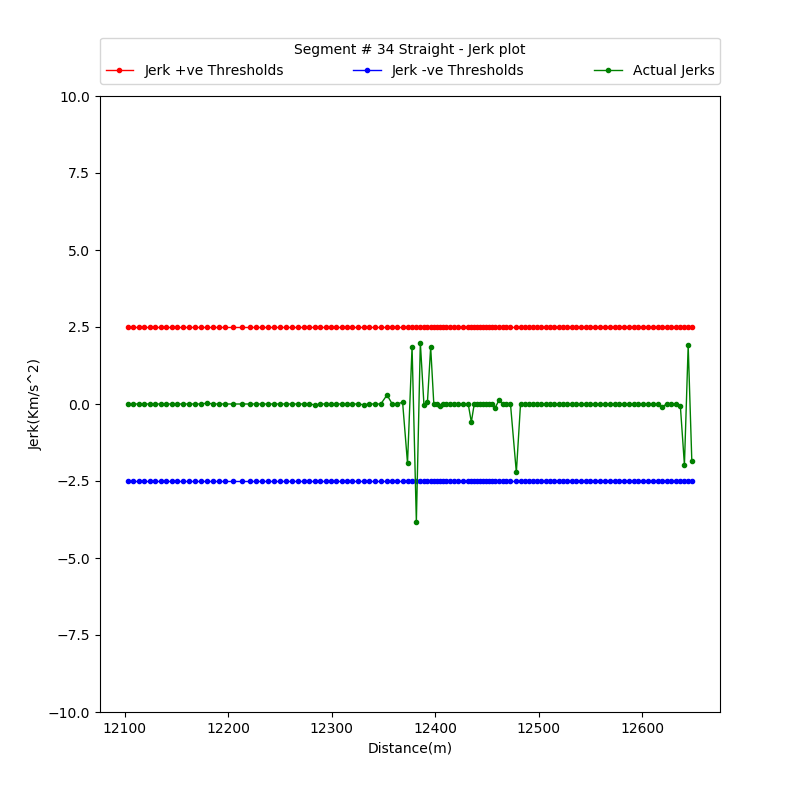 Segment # 34 Straight - Jerk plot
Jerk +ve Thresholds Jerk -ve Thresholds Actual Jerks
10.0
7.5
5.0
2.5
0.0
−2.5
−5.0
−7.5
−10.0
Jerk(Km/s^2)
12100 12200 12300 12400 12500 12600
Distance(m)